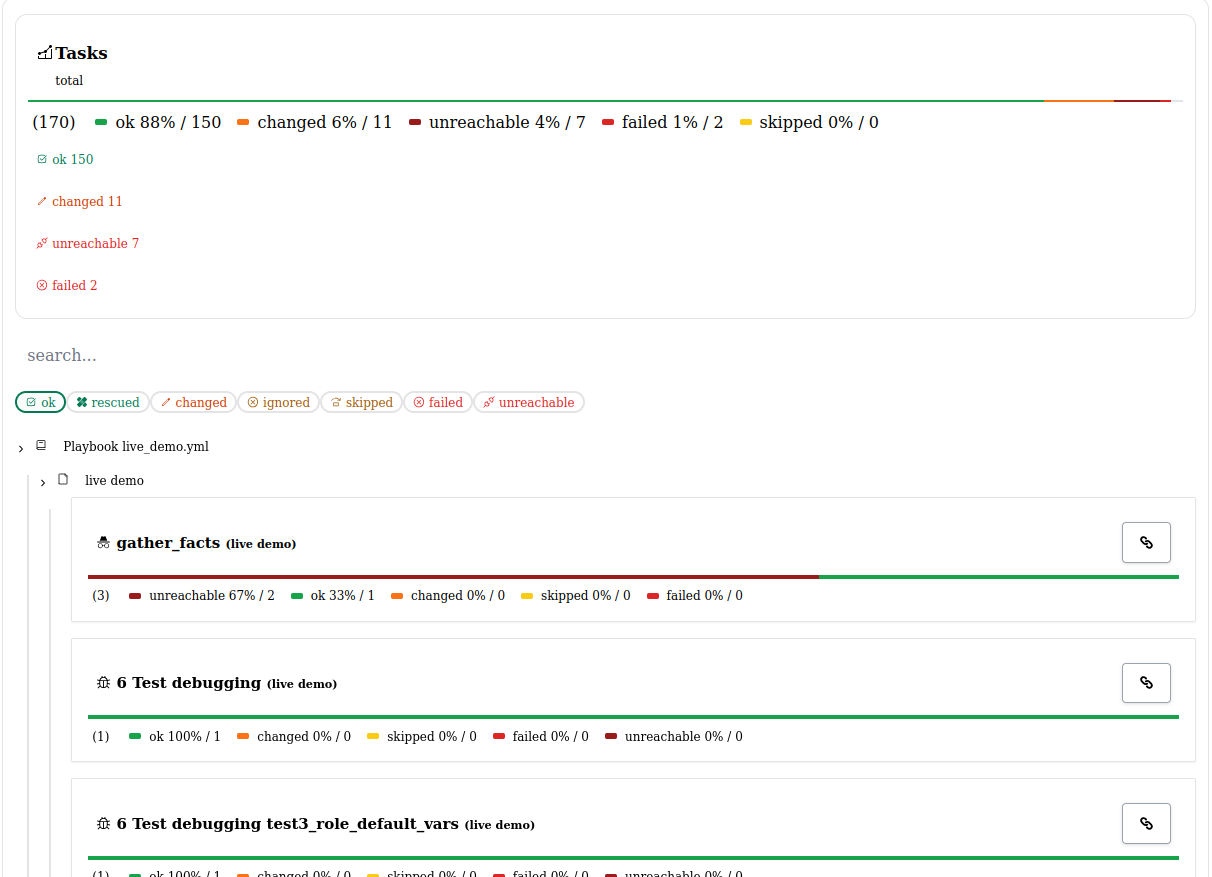 Tasks
total
(170) ok 88% / 150 changed 6% / 11 unreachable 4% / 7 failed 1% / 2 skipped 0% / 0
ok 150
changed 11
unreachable 7
failed 2
search...
ok rescued changed ignored skipped failed unreachable
Playbook live_demo.yml
live demo
gather_facts (live demo)
(3) unreachable 67% / 2 ok 33% / 1 changed 0% / 0 skipped 0% / 0 failed 0% / 0
6 Test debugging (live demo)
(1) ok 100% / 1 changed 0% / 0 skipped 0% / 0 failed 0% / 0 unreachable 0% / 0
6 Test debugging test3_role_default_vars (live demo)
(1) ok 100% / 1 changed 0% / 0 skipped 0% / 0 failed 0% / 0 unreachable 0% / 0